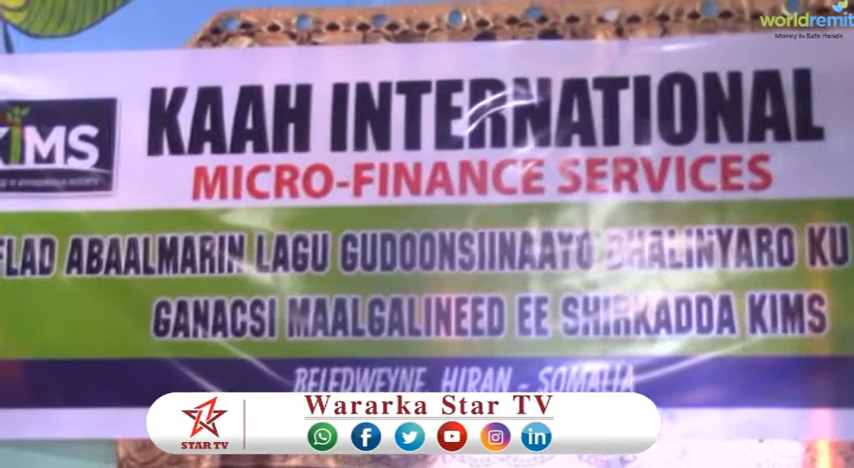 worldremit
Money in Safe Hands
KIMS
KAAH INTERNATIONAL
MICRO-FINANCE SERVICES
FLAD ABAALMARIN LAGU GUDOONSIINAAYO DHALINYARO KU
GANACSI MAALGALINEED EE SHIRKADDA KIMS
BELEDWEYNE, HIRAN - SOMALIA
STAR TV
Wararka Star TV